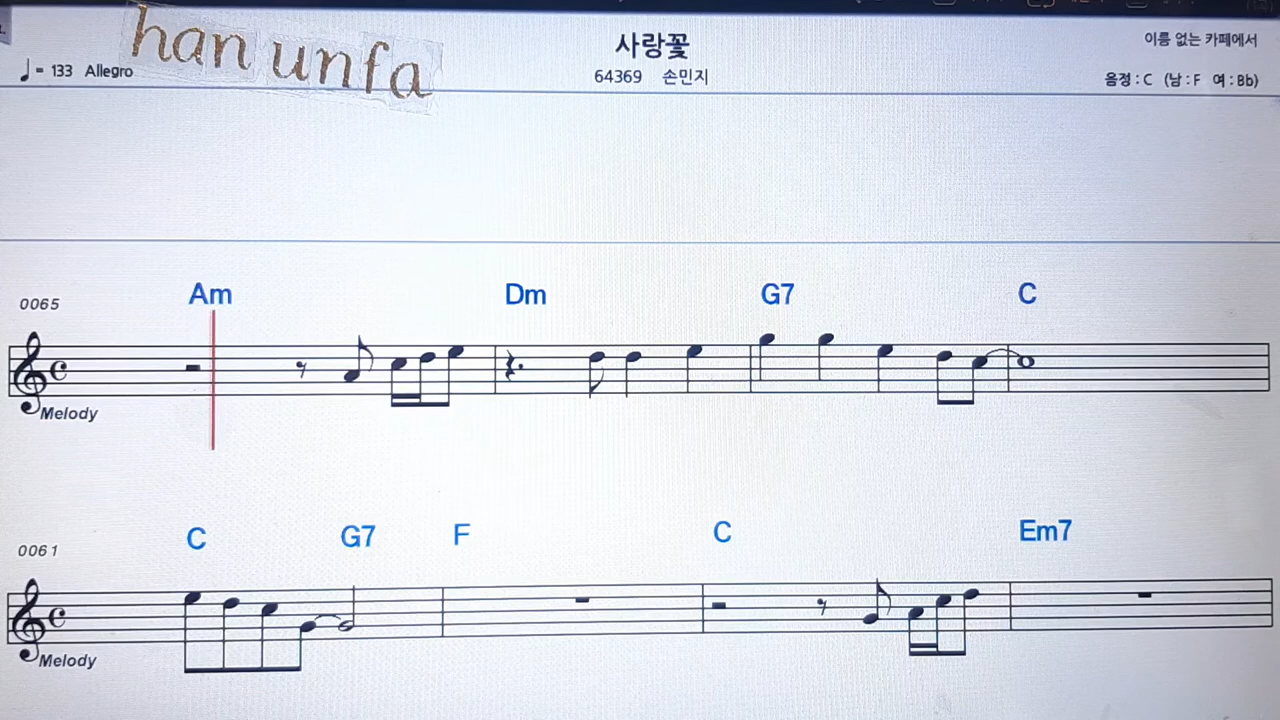 han unfa
사랑꽃
이름 없는 카페에서
♩= 133 Allegro
64369 손민지
음정 : C (남 : F 여 : Bb)
0065
Am Dm G7 C
Melody
0061
C G7 F C Em7
Melody